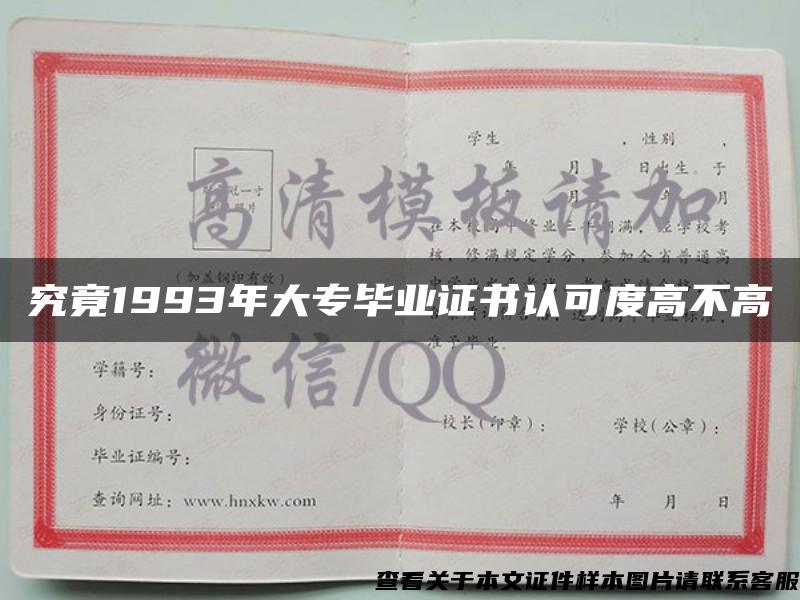 学生 ，性别 ，
年 月 日出生。于
月 年 月
高清模板请加
在本校高中修业三年期满，经学校考
核，修满规定学分，参加全省普通高
(加盖钢印有效)
究竟1993年大专毕业证书认可度高不高
准予毕业。
微信/QQ
学籍号：
身份证号：
毕业证编号：
查询网址：www.hnxkw.com
校长(印章)： 学校(公章)：
年 月 日
查看关于本文证件样本图片请联系客服